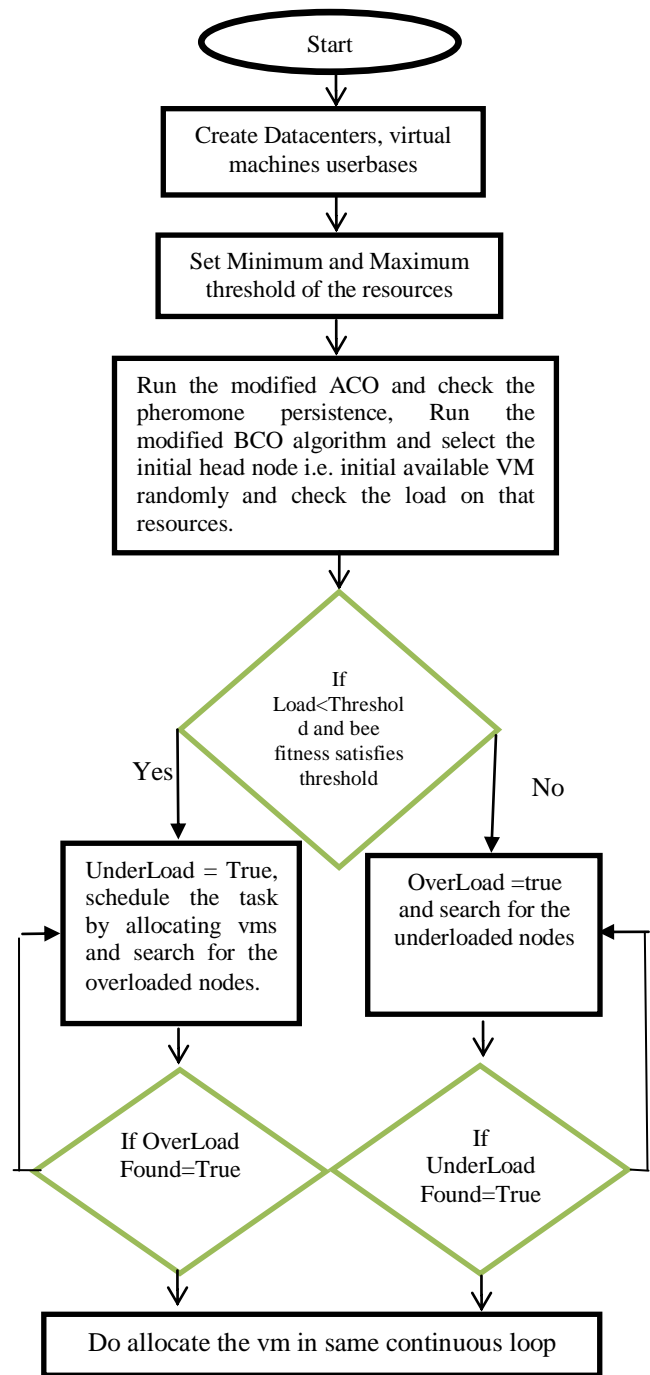 Start
Create Datacenters, virtual
machines userbases
Set Minimum and Maximum
threshold of the resources
Run the modified ACO and check the
pheromone persistence, Run the
modified BCO algorithm and select the
initial head node i.e. initial available VM
randomly and check the load on that
resources.
If
Load<Threshol
d and bee
fitness satisfies
threshold
Yes
No
UnderLoad = True,
schedule the task
by allocating vms
and search for the
overloaded nodes.
OverLoad =true
and search for the
underloaded nodes
If OverLoad
Found=True
If
UnderLoad
Found=True
Do allocate the vm in same continuous loop